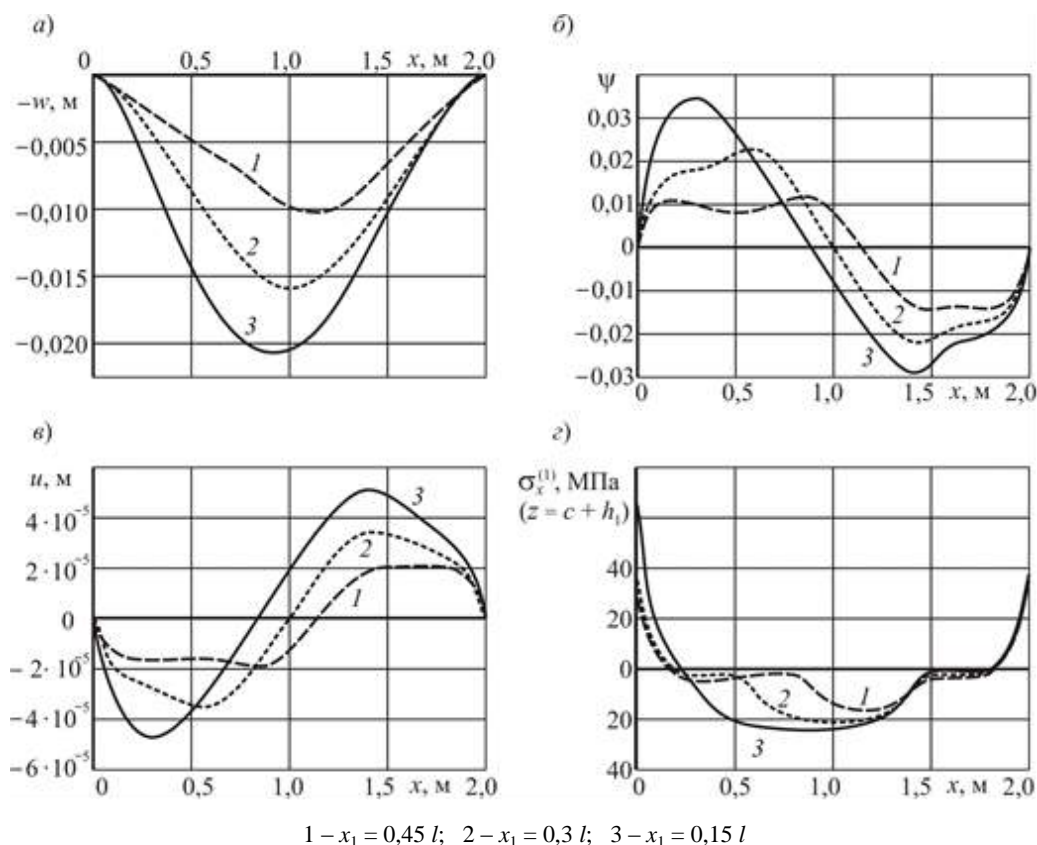 а)
0 0,5 1,0 x, м 1,5 2,0
−w, м
−0,005
−0,010
−0,015
−0,020
1
2
3
б)
ψ
0,03
0,02
0,01
0
−0,01
−0,02
−0,03
1
2
3
0 0,5 1,0 1,5 x, м 2,0
в)
u, м
4·10⁻⁵
2·10⁻⁵
0
−2·10⁻⁵
−4·10⁻⁵
−6·10⁻⁵
3
2
1
0 0,5 1,0 1,5 x, м 2,0
г)
σₓ⁽¹⁾, МПа
(z = c + h₁)
40
20
0
20
40
1
2
3
0 0,5 1,0 1,5 x, м 2,0
1 – x₁ = 0,45 l; 2 – x₁ = 0,3 l; 3 – x₁ = 0,15 l